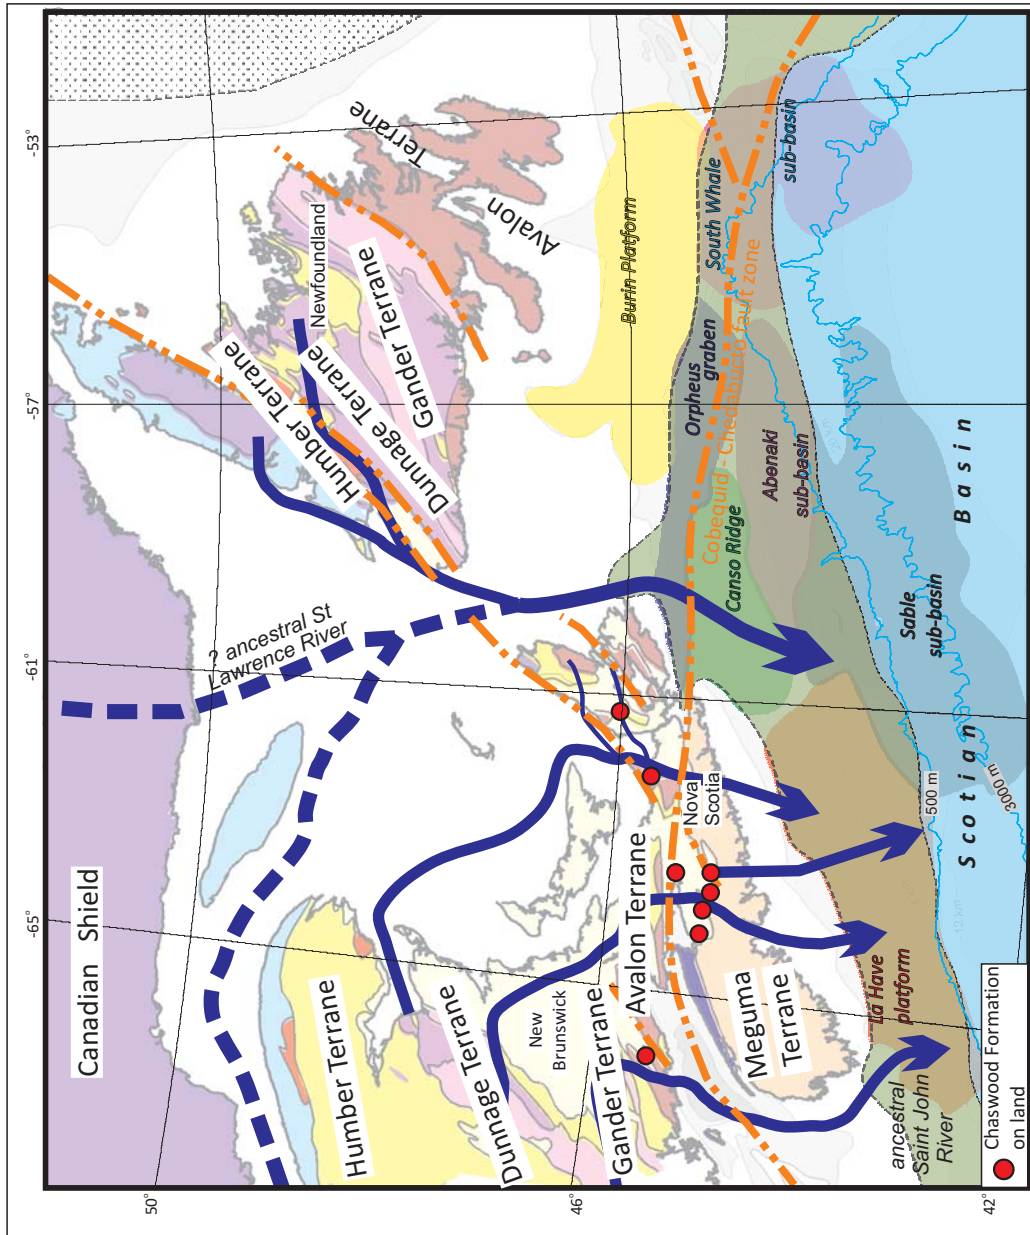 -53°
-57°
-61°
-65°
50°
46°
42°
Terrane
Avalon
Newfoundland
Humber Terrane
Dunnage Terrane
Gander Terrane
Burin Platform
South Whale
sub-basin
Orpheus
graben
Cobequid - Chedabucto fault zone
Canso Ridge
Abenaki
sub-basin
Sable
sub-basin
Scotian Basin
? ancestral St
Lawrence River
Canadian Shield
Humber Terrane
Dunnage Terrane
New
Brunswick
Gander Terrane
Avalon Terrane
Nova
Scotia
Meguma
Terrane
La Have
platform
500 m
3000 m
12 km
ancestral
Saint John
River
Chaswood Formation
on land